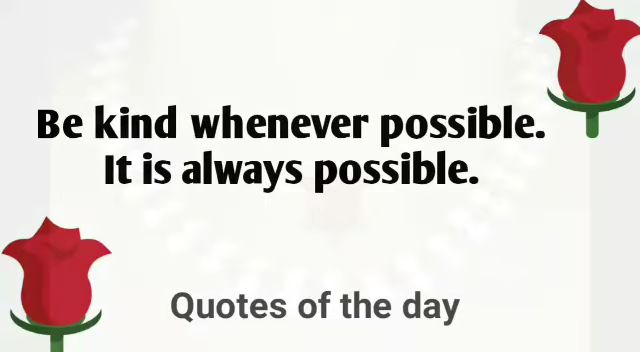 Be kind whenever possible.
It is always possible.
Quotes of the day